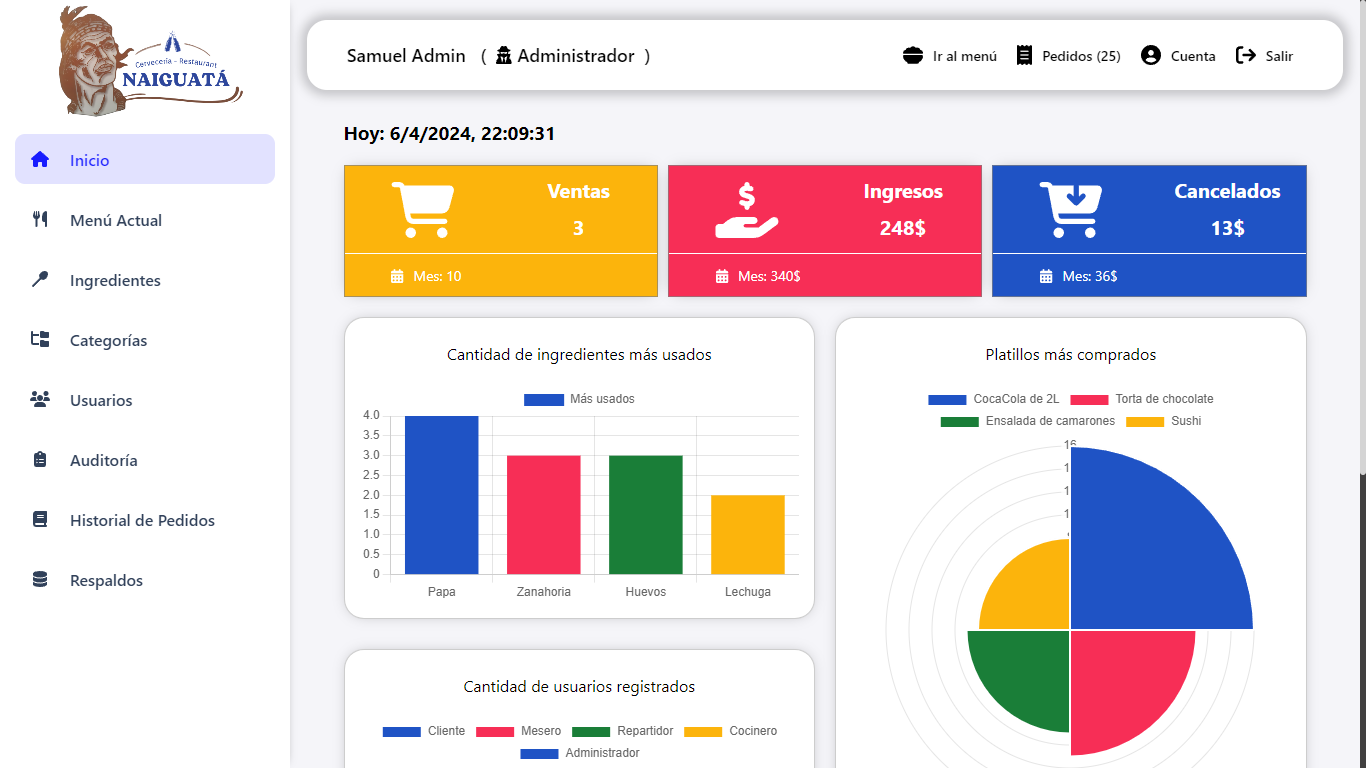 Cervecería - Restaurant
NAIGUATÁ
Inicio
Menú Actual
Ingredientes
Categorías
Usuarios
Auditoría
Historial de Pedidos
Respaldos
Samuel Admin ( Administrador )
Ir al menú
Pedidos (25)
Cuenta
Salir
Hoy: 6/4/2024, 22:09:31
Ventas
3
Mes: 10
Ingresos
248$
Mes: 340$
Cancelados
13$
Mes: 36$
Cantidad de ingredientes más usados
Más usados
4.0
3.5
3.0
2.5
2.0
1.5
1.0
0.5
0
Papa Zanahoria Huevos Lechuga
Cantidad de usuarios registrados
Cliente Mesero Repartidor Cocinero
Administrador
Platillos más comprados
CocaCola de 2L Torta de chocolate
Ensalada de camarones Sushi